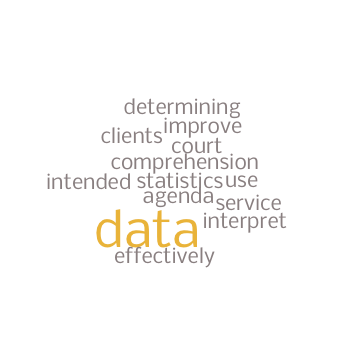 determining
improve
clients
court
comprehension
intended statistics use
agenda service
data interpret
effectively